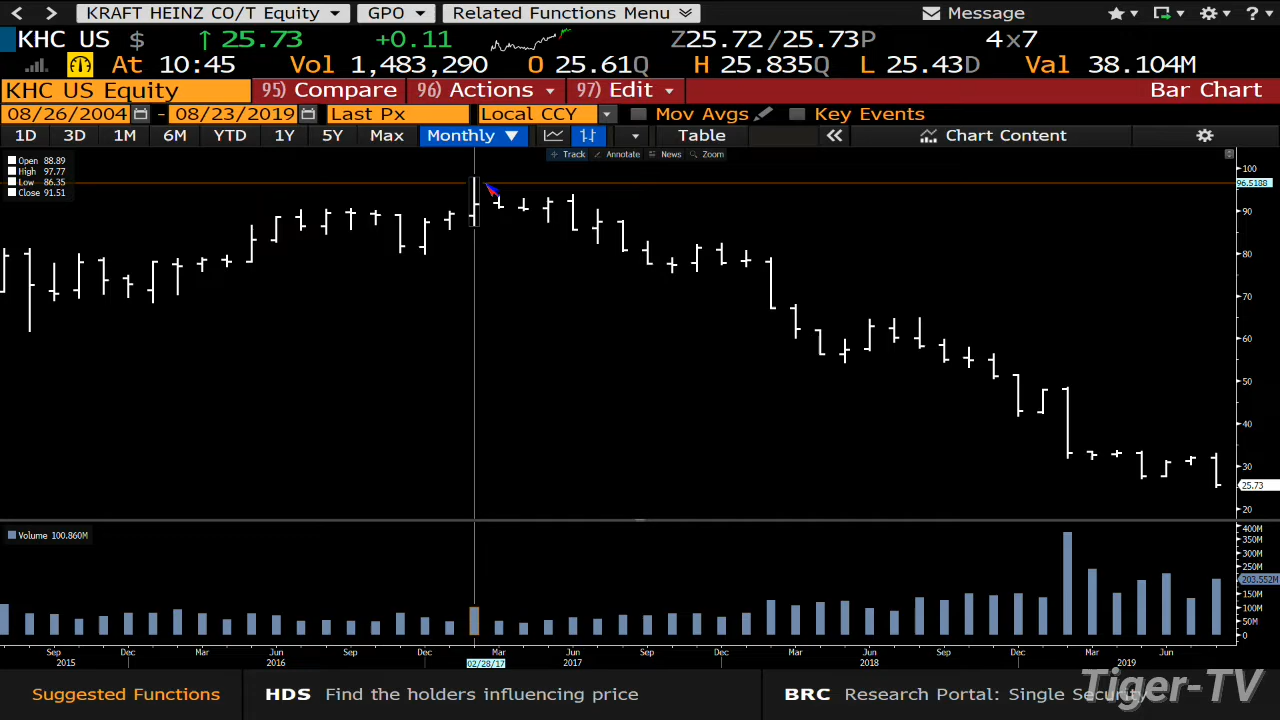 KRAFT HEINZ CO/T Equity GPO Related Functions Menu Message ?
KHC US $ ↑ 25.73 +0.11 Z25.72/25.73P 4x7
At 10:45 Vol 1,483,290 O 25.61Q H 25.835Q L 25.43D Val 38.104M
KHC US Equity 95) Compare 96) Actions 97) Edit Bar Chart
08/26/2004 - 08/23/2019 Last Px Local CCY Mov Avgs Key Events
1D 3D 1M 6M YTD 1Y 5Y Max Monthly ▼ Table Chart Content
Track Annotate News Zoom
Open 88.89
High 97.77
Low 86.35
Close 91.51
100
96.5188
90
80
70
60
50
40
30
25.73
20
Volume 100.860M
400M
350M
300M
250M
203.552M
150M
100M
50M
0
Sep Dec Mar Jun Sep Dec Mar Jun Sep Dec Mar Jun Sep Dec Mar Jun
2015 2016 02/28/17 2017 2018 2019
Suggested Functions HDS Find the holders influencing price BRC Research Portal: Single Security
Tiger-TV